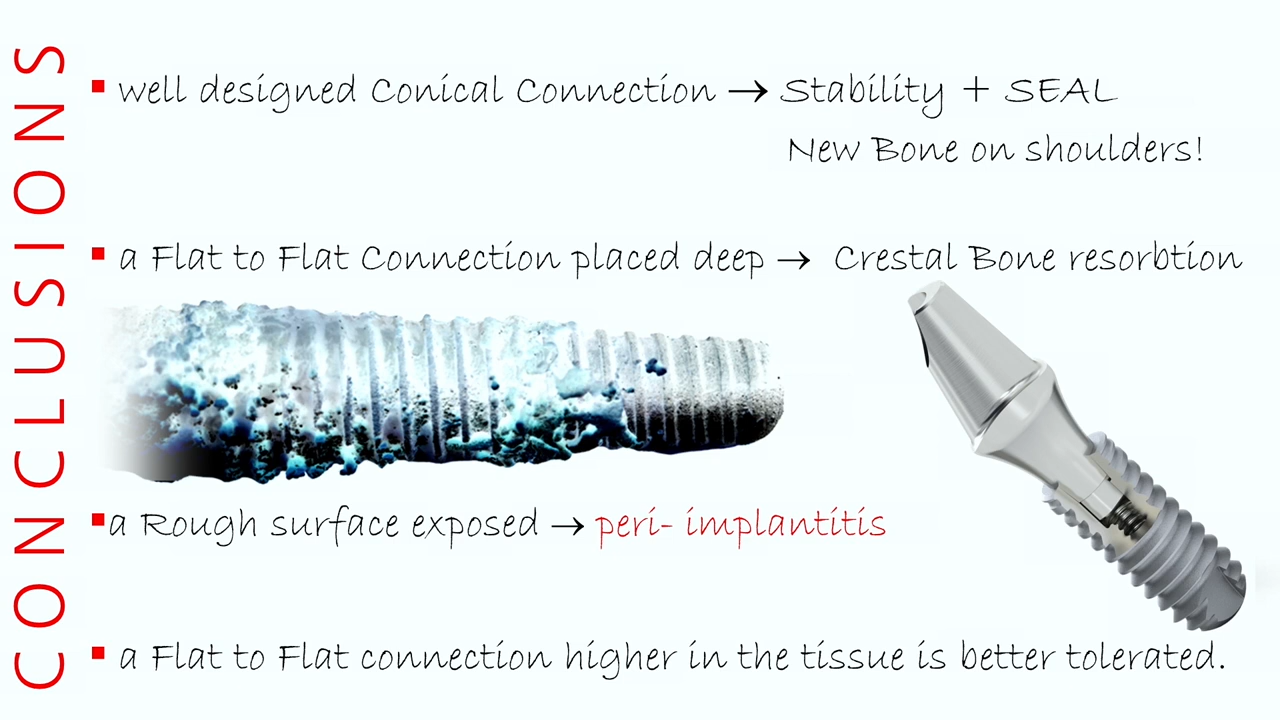 CONCLUSIONS
▪ well designed Conical Connection → Stability + SEAL
New Bone on shoulders!
▪ a Flat to Flat Connection placed deep → Crestal Bone resorbtion
▪ a Rough surface exposed → peri- implantitis
▪ a Flat to Flat connection higher in the tissue is better tolerated.